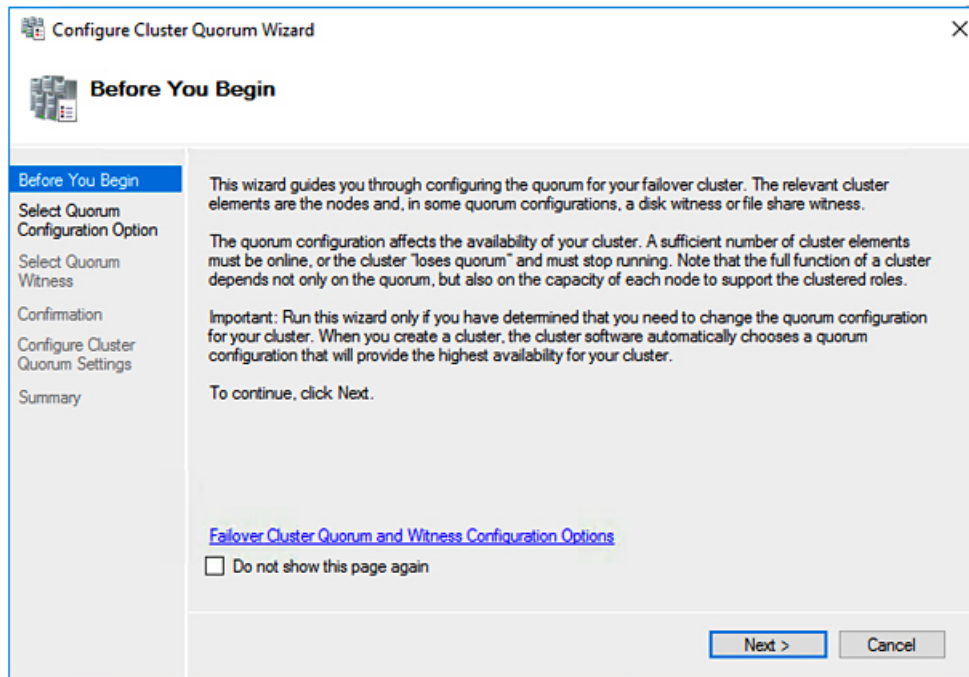 Configure Cluster Quorum Wizard
Before You Begin
Before You Begin
Select Quorum
Configuration Option
Select Quorum
Witness
Confirmation
Configure Cluster
Quorum Settings
Summary
This wizard guides you through configuring the quorum for your failover cluster. The relevant cluster
elements are the nodes and, in some quorum configurations, a disk witness or file share witness.
The quorum configuration affects the availability of your cluster. A sufficient number of cluster elements
must be online, or the cluster "loses quorum" and must stop running. Note that the full function of a cluster
depends not only on the quorum, but also on the capacity of each node to support the clustered roles.
Important: Run this wizard only if you have determined that you need to change the quorum configuration
for your cluster. When you create a cluster, the cluster software automatically chooses a quorum
configuration that will provide the highest availability for your cluster.
To continue, click Next.
Failover Cluster Quorum and Witness Configuration Options
Do not show this page again
Next >
Cancel